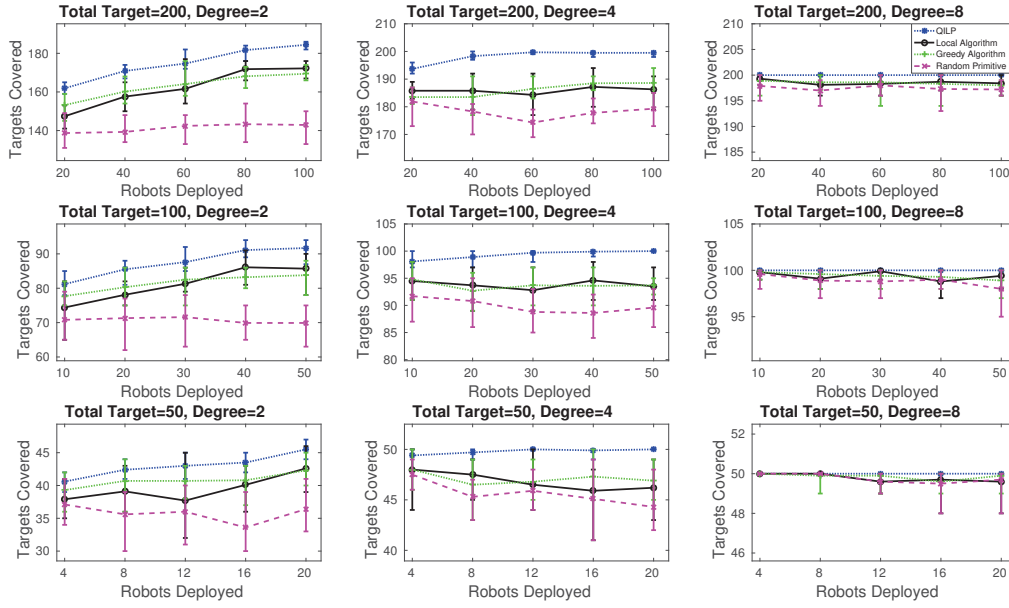 Total Target=200, Degree=2
Total Target=200, Degree=4
Total Target=200, Degree=8
Targets Covered
180
160
140
20 40 60 80 100
Robots Deployed
Targets Covered
210
200
190
180
170
20 40 60 80 100
Robots Deployed
Targets Covered
210
205
200
195
190
185
20 40 60 80 100
Robots Deployed
QILP
Local Algorithm
Greedy Algorithm
Random Primitive
Total Target=100, Degree=2
Total Target=100, Degree=4
Total Target=100, Degree=8
Targets Covered
90
80
70
60
10 20 30 40 50
Robots Deployed
Targets Covered
105
100
95
90
85
80
10 20 30 40 50
Robots Deployed
Targets Covered
105
100
95
10 20 30 40 50
Robots Deployed
Total Target=50, Degree=2
Total Target=50, Degree=4
Total Target=50, Degree=8
Targets Covered
45
40
35
30
4 8 12 16 20
Robots Deployed
Targets Covered
50
45
40
4 8 12 16 20
Robots Deployed
Targets Covered
52
50
48
46
4 8 12 16 20
Robots Deployed